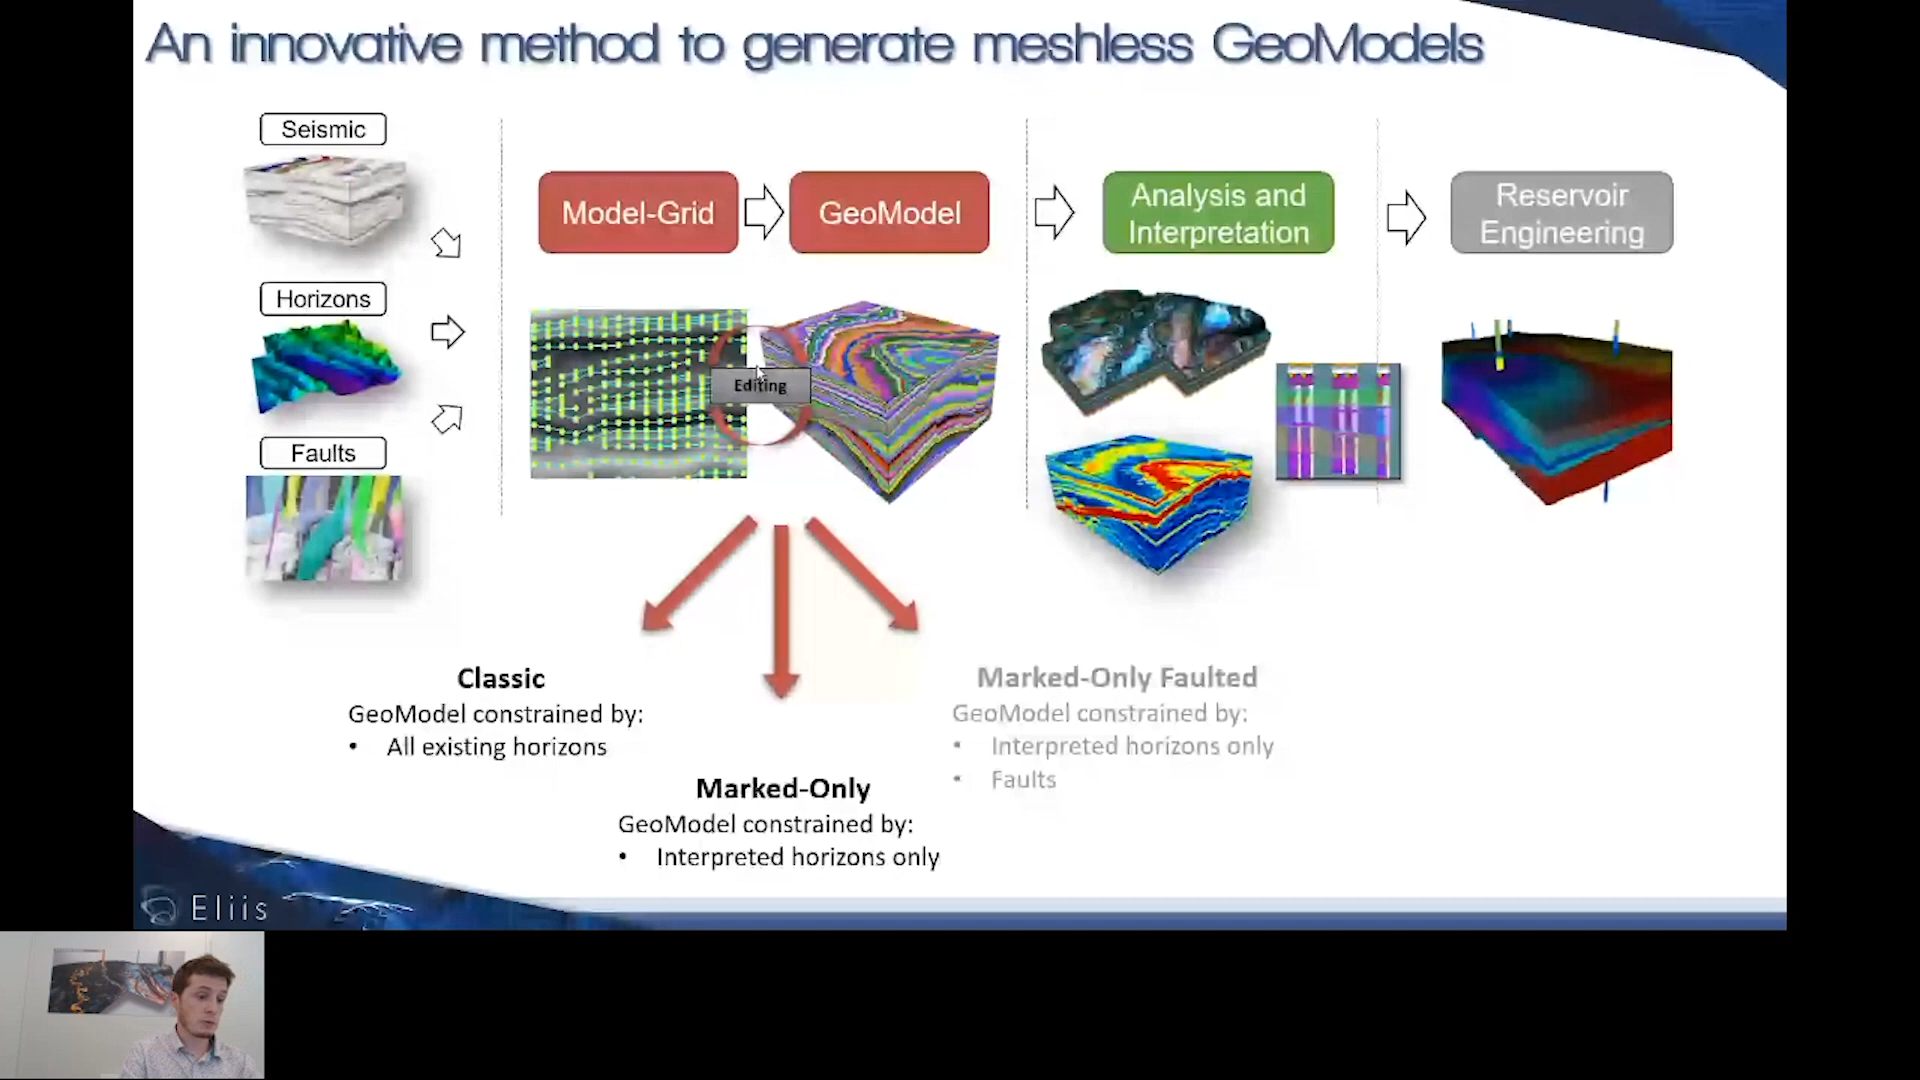 An innovative method to generate meshless GeoModels
Seismic
Horizons
Faults
Model-Grid
GeoModel
Editing
Analysis and
Interpretation
Reservoir
Engineering
Classic
GeoModel constrained by:
• All existing horizons
Marked-Only
GeoModel constrained by:
• Interpreted horizons only
Marked-Only Faulted
GeoModel constrained by:
• Interpreted horizons only
• Faults
Eliis